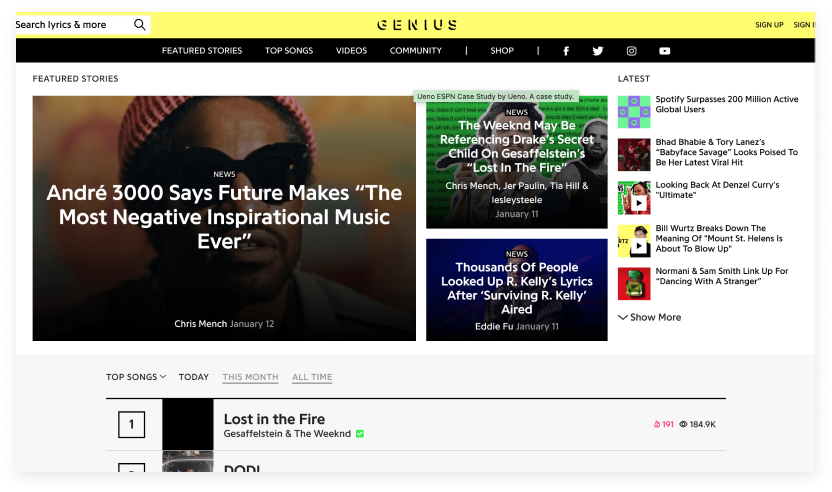 Search lyrics & more
GENIUS
SIGN UP
SIGN I
FEATURED STORIES
TOP SONGS
VIDEOS
COMMUNITY
|
SHOP
|
FEATURED STORIES
NEWS
André 3000 Says Future Makes “The
Most Negative Inspirational Music
Ever”
Chris Mench January 12
Ueno ESPN Case Study by Ueno. A case study.
NEWS
The Weeknd May Be
Referencing Drake’s Secret
Child On Gesaffelstein’s
“Lost In The Fire”
Chris Mench, Jer Paulin, Tia Hill &
lesleysteele
January 11
NEWS
Thousands Of People
Looked Up R. Kelly’s Lyrics
After ‘Surviving R. Kelly’
Aired
Eddie Fu January 11
LATEST
Spotify Surpasses 200 Million Active
Global Users
Bhad Bhabie & Tory Lanez’s
“Babyface Savage” Looks Poised To
Be Her Latest Viral Hit
Looking Back At Denzel Curry's
"Ultimate"
Bill Wurtz Breaks Down The
Meaning Of "Mount St. Helens Is
About To Blow Up"
Normani & Sam Smith Link Up For
“Dancing With A Stranger”
Show More
TOP SONGS
TODAY
THIS MONTH
ALL TIME
1
Lost in the Fire
Gesaffelstein & The Weeknd
191
184.9K